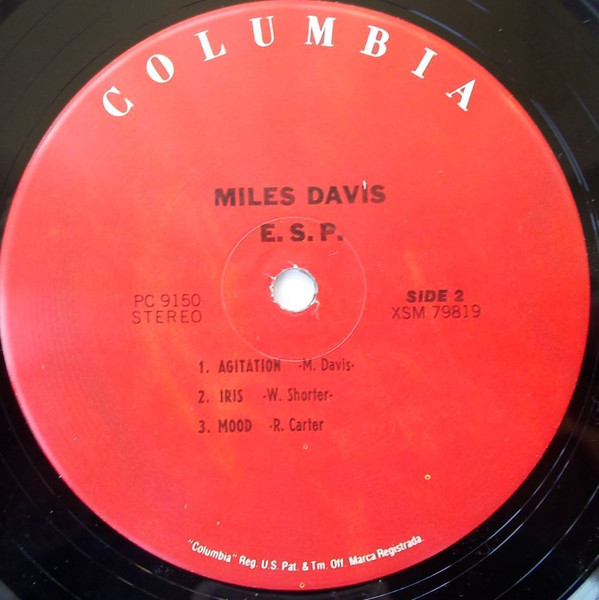 COLUMBIA
MILES DAVIS
E. S. P.
PC 9150
STEREO
SIDE 2
XSM 79819
1. AGITATION -M. Davis-
2. IRIS -W. Shorter-
3. MOOD -R. Carter
"Columbia" Reg. U.S. Pat. & Tm. Off. Marca Registrada.